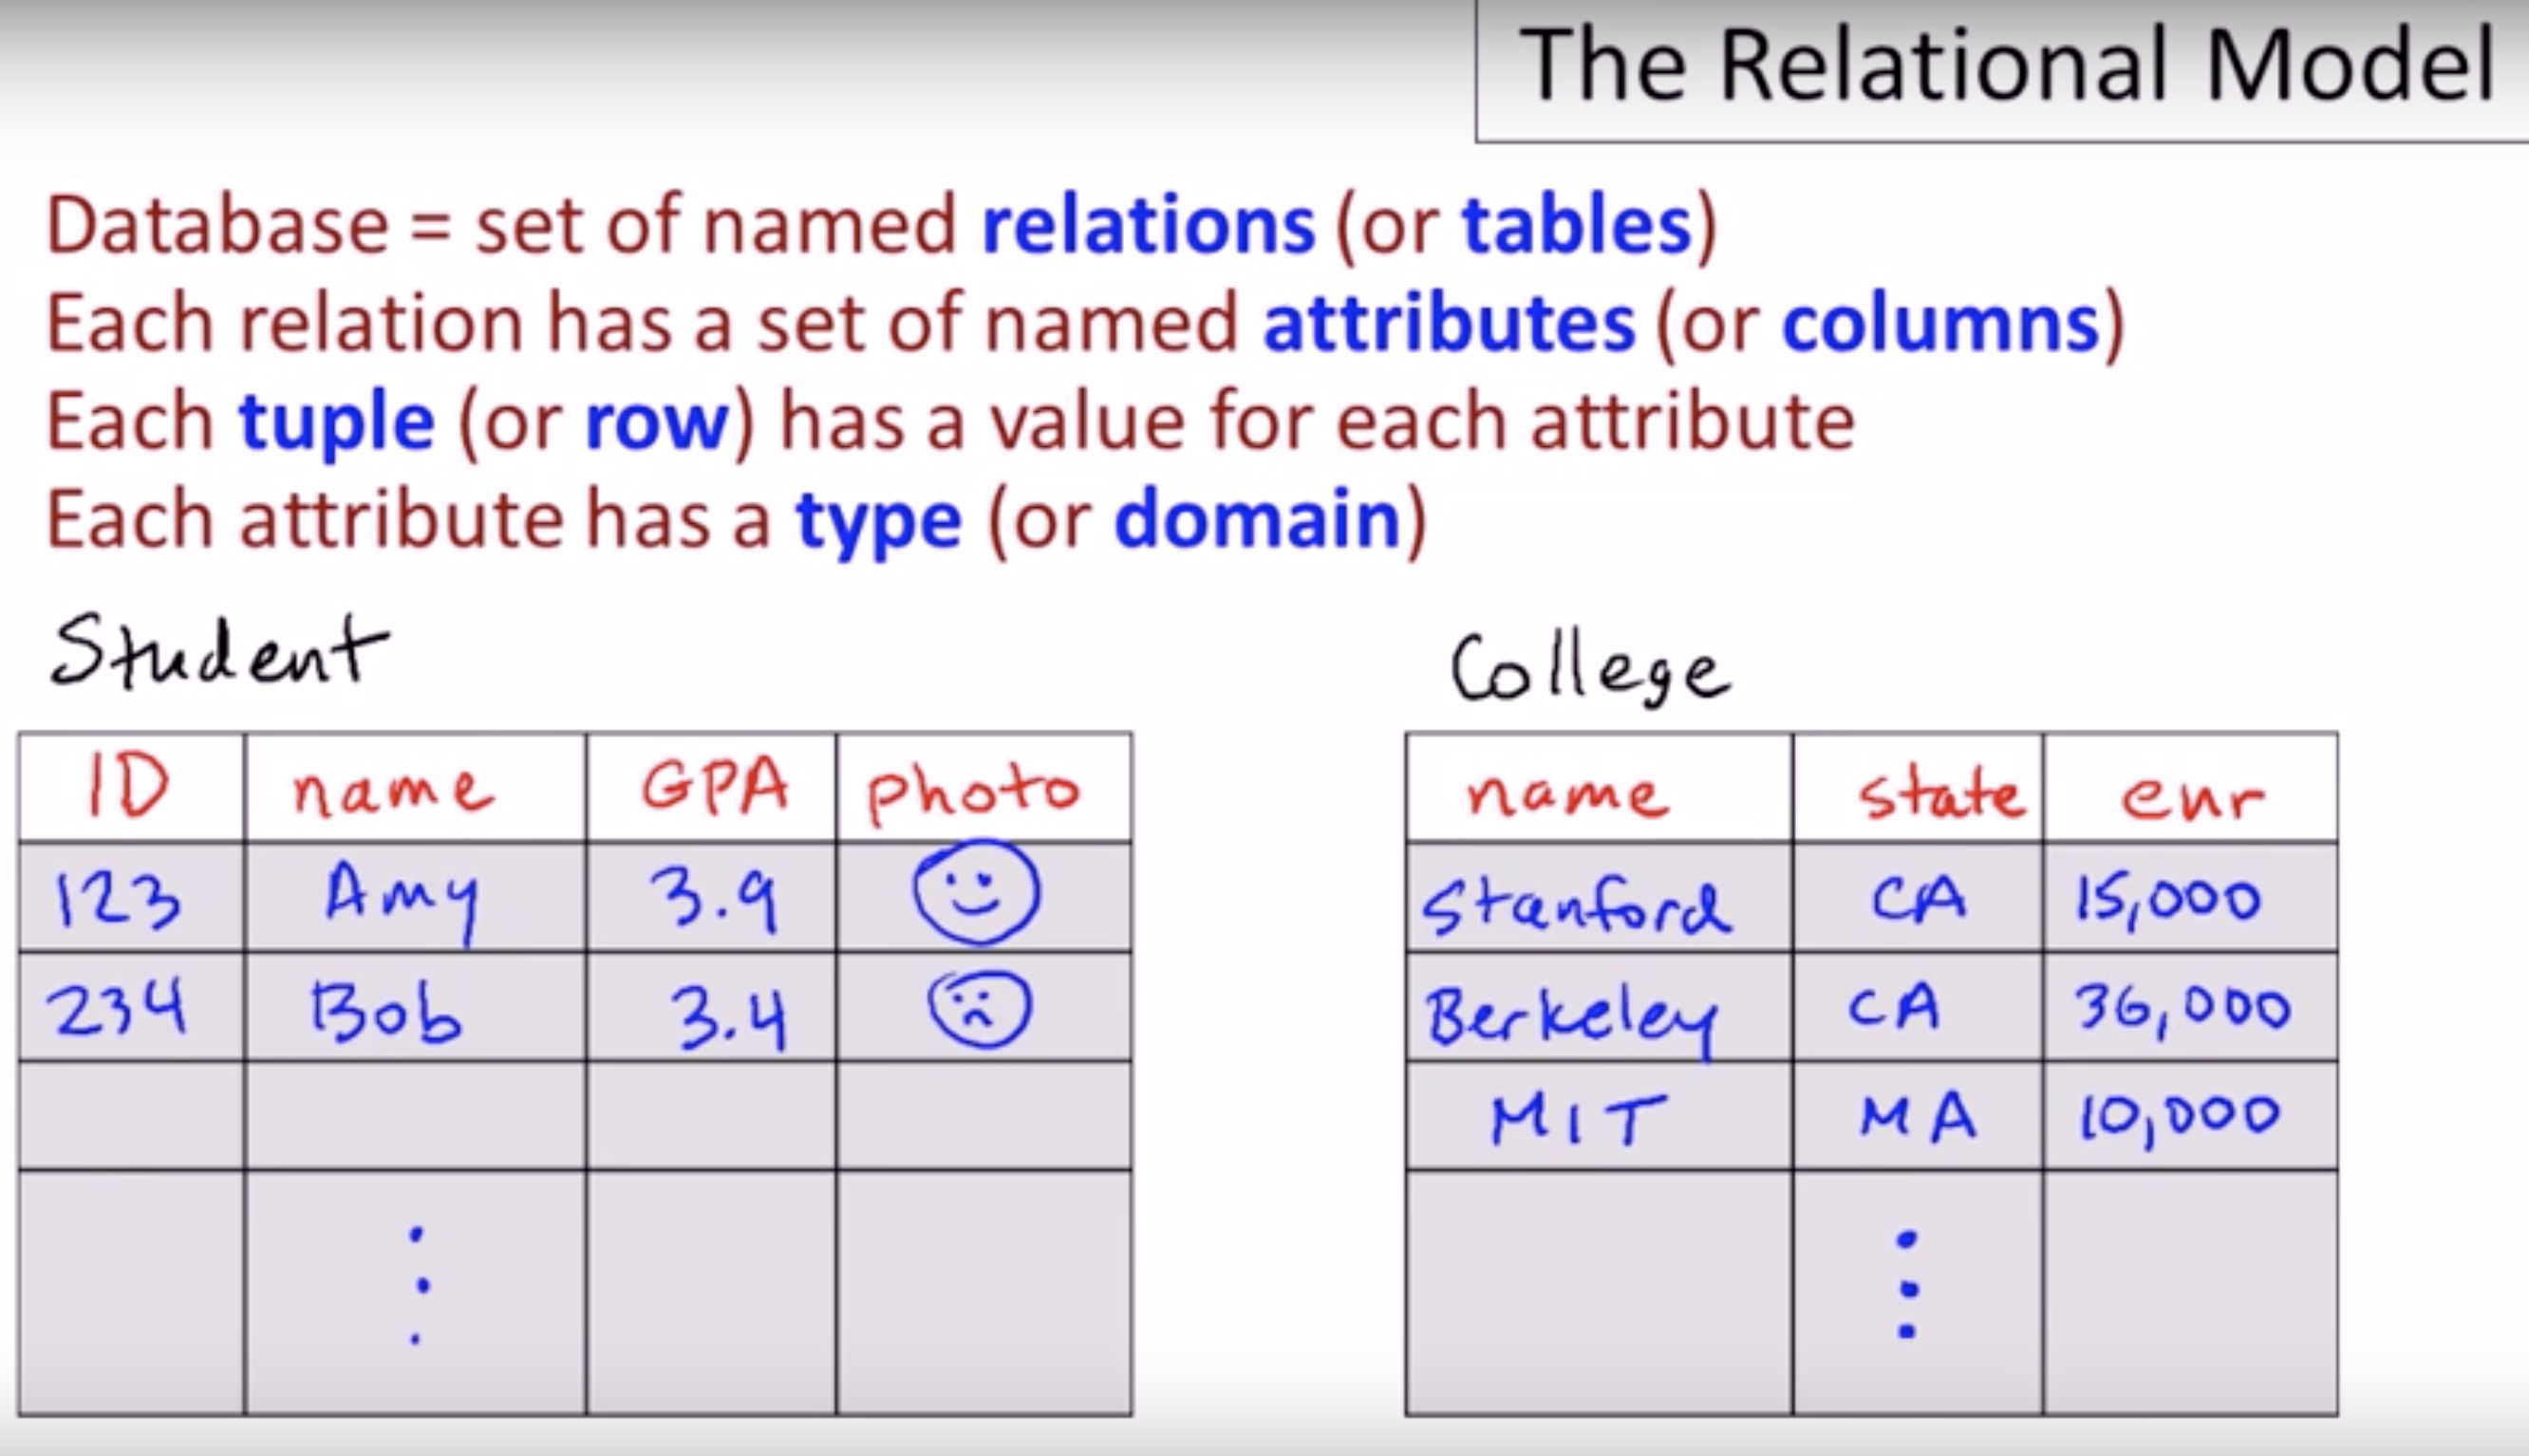 The Relational Model
Database = set of named relations (or tables)
Each relation has a set of named attributes (or columns)
Each tuple (or row) has a value for each attribute
Each attribute has a type (or domain)
Student
ID name GPA photo
123 Amy 3.9
234 Bob 3.4
College
name state enr
Stanford CA 15,000
Berkeley CA 36,000
MIT MA 10,000